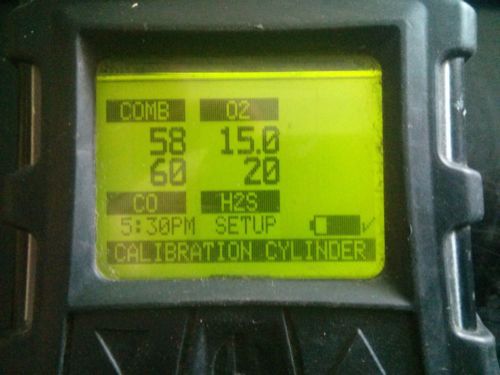 COMB O2
58 15.0
60 20
CO H2S
5:30PM SETUP
CALIBRATION CYLINDER